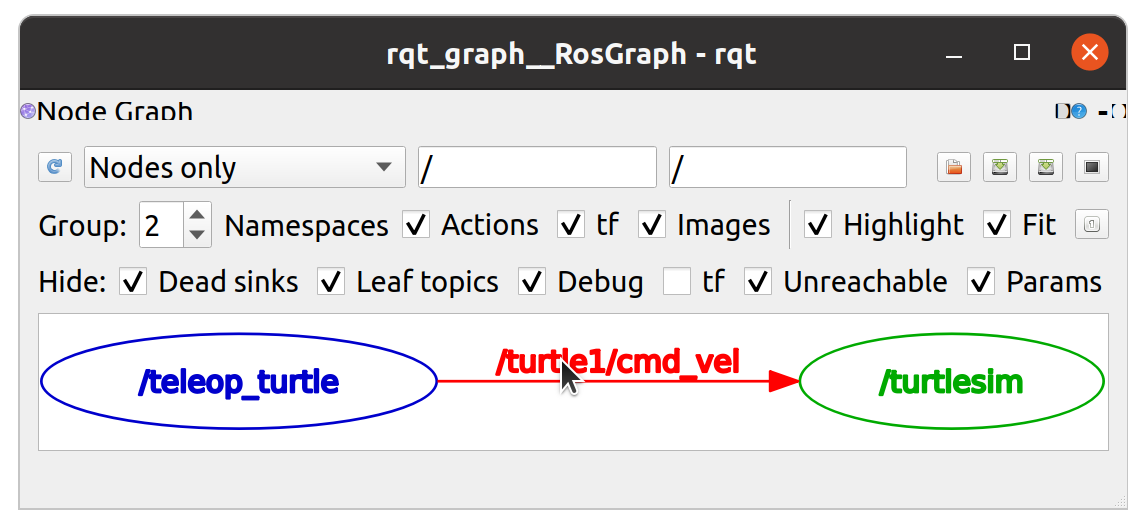 rqt_graph__RosGraph - rqt
Node Graph
Nodes only / /
Group: 2 Namespaces Actions tf Images Highlight Fit
Hide: Dead sinks Leaf topics Debug tf Unreachable Params
/teleop_turtle /turtle1/cmd_vel /turtlesim